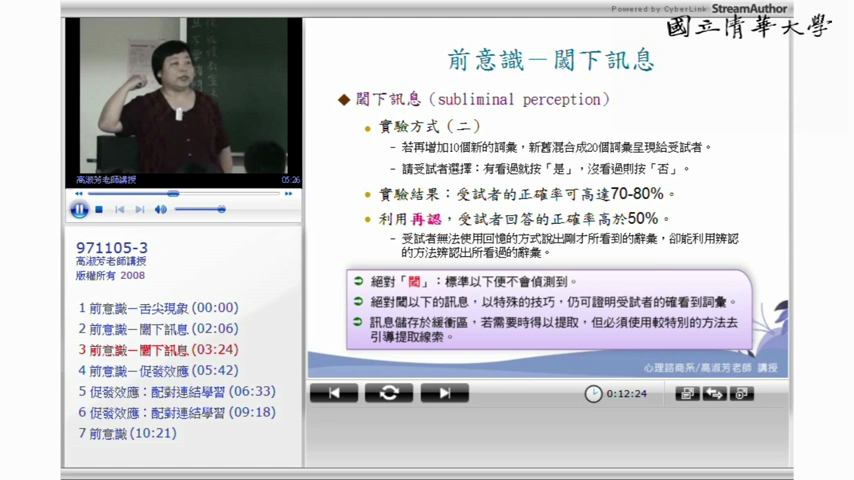 Powered by CyberLink StreamAuthor
國立清華大學
前意識－閾下訊息
閾下訊息（subliminal perception）
實驗方式（二）
－ 若再增加10個新的詞彙，新舊混合成20個詞彙呈現給受試者。
－ 請受試者選擇：有看過就按「是」，沒看過則按「否」。
實驗結果：受試者的正確率可高達70-80%。
利用再認，受試者回答的正確率高於50%。
－ 受試者無法使用回憶的方式說出剛才所看到的辭彙，卻能利用辨認
的方法辨認出所看過的辭彙。
絕對「閾」：標準以下便不會偵測到。
絕對閾以下的訊息，以特殊的技巧，仍可證明受試者的確看到詞彙。
訊息儲存於緩衝區，若需要時得以提取，但必須使用較特別的方法去
引導提取線索。
心理諮商系/高淑芳老師 講授
高淑芳老師講授
05:26
971105-3
高淑芳老師講授
版權所有 2008
1 前意識－舌尖現象 (00:00)
2 前意識－閾下訊息 (02:06)
3 前意識－閾下訊息 (03:24)
4 前意識－促發效應 (05:42)
5 促發效應：配對連結學習 (06:33)
6 促發效應：配對連結學習 (09:18)
7 前意識 (10:21)
0:12:24